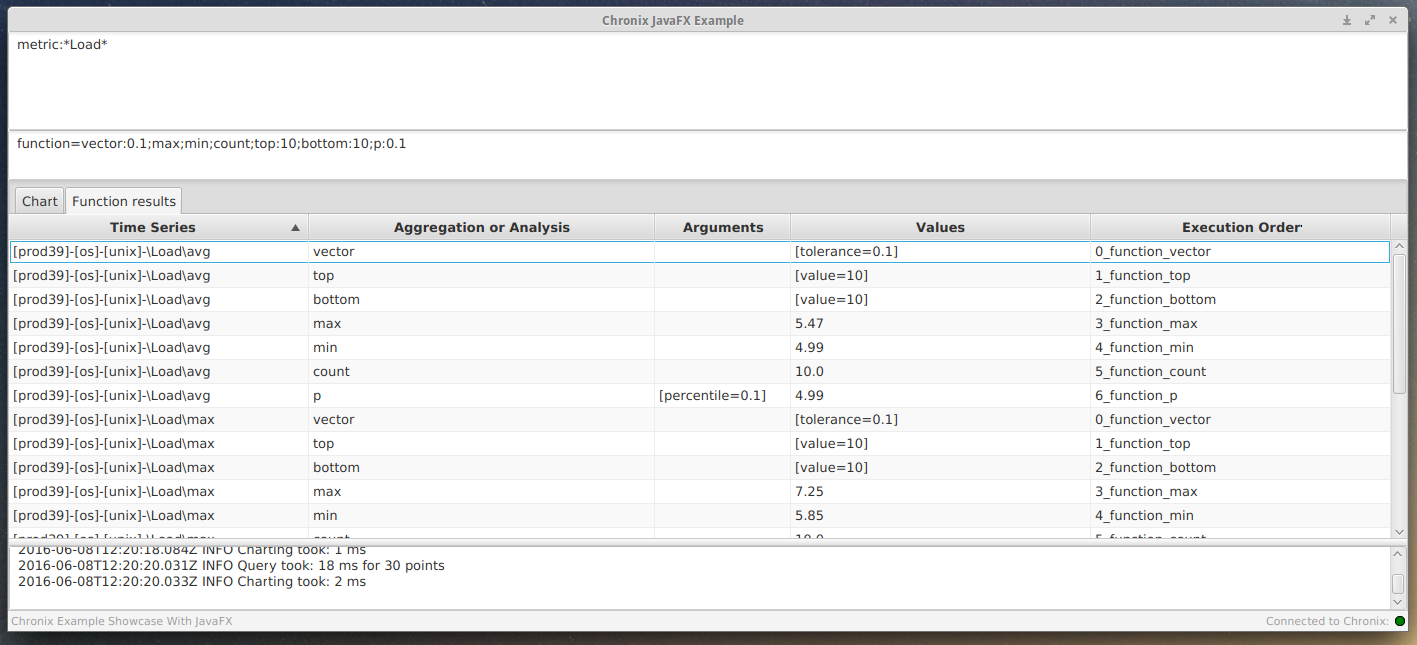 Chronix JavaFX Example
metric:*Load*
function=vector:0.1;max;min;count;top:10;bottom:10;p:0.1
Chart Function results
Time Series Aggregation or Analysis Arguments Values Execution Order
[prod39]-[os]-[unix]-\Load\avg vector [tolerance=0.1] 0_function_vector
[prod39]-[os]-[unix]-\Load\avg top [value=10] 1_function_top
[prod39]-[os]-[unix]-\Load\avg bottom [value=10] 2_function_bottom
[prod39]-[os]-[unix]-\Load\avg max 5.47 3_function_max
[prod39]-[os]-[unix]-\Load\avg min 4.99 4_function_min
[prod39]-[os]-[unix]-\Load\avg count 10.0 5_function_count
[prod39]-[os]-[unix]-\Load\avg p [percentile=0.1] 4.99 6_function_p
[prod39]-[os]-[unix]-\Load\max vector [tolerance=0.1] 0_function_vector
[prod39]-[os]-[unix]-\Load\max top [value=10] 1_function_top
[prod39]-[os]-[unix]-\Load\max bottom [value=10] 2_function_bottom
[prod39]-[os]-[unix]-\Load\max max 7.25 3_function_max
[prod39]-[os]-[unix]-\Load\max min 5.85 4_function_min
[prod39]-[os]-[unix]-\Load\max count 10.0 5_function_count
2016-06-08T12:20:18.084Z INFO Charting took: 1 ms
2016-06-08T12:20:20.031Z INFO Query took: 18 ms for 30 points
2016-06-08T12:20:20.033Z INFO Charting took: 2 ms
Chronix Example Showcase With JavaFX Connected to Chronix: